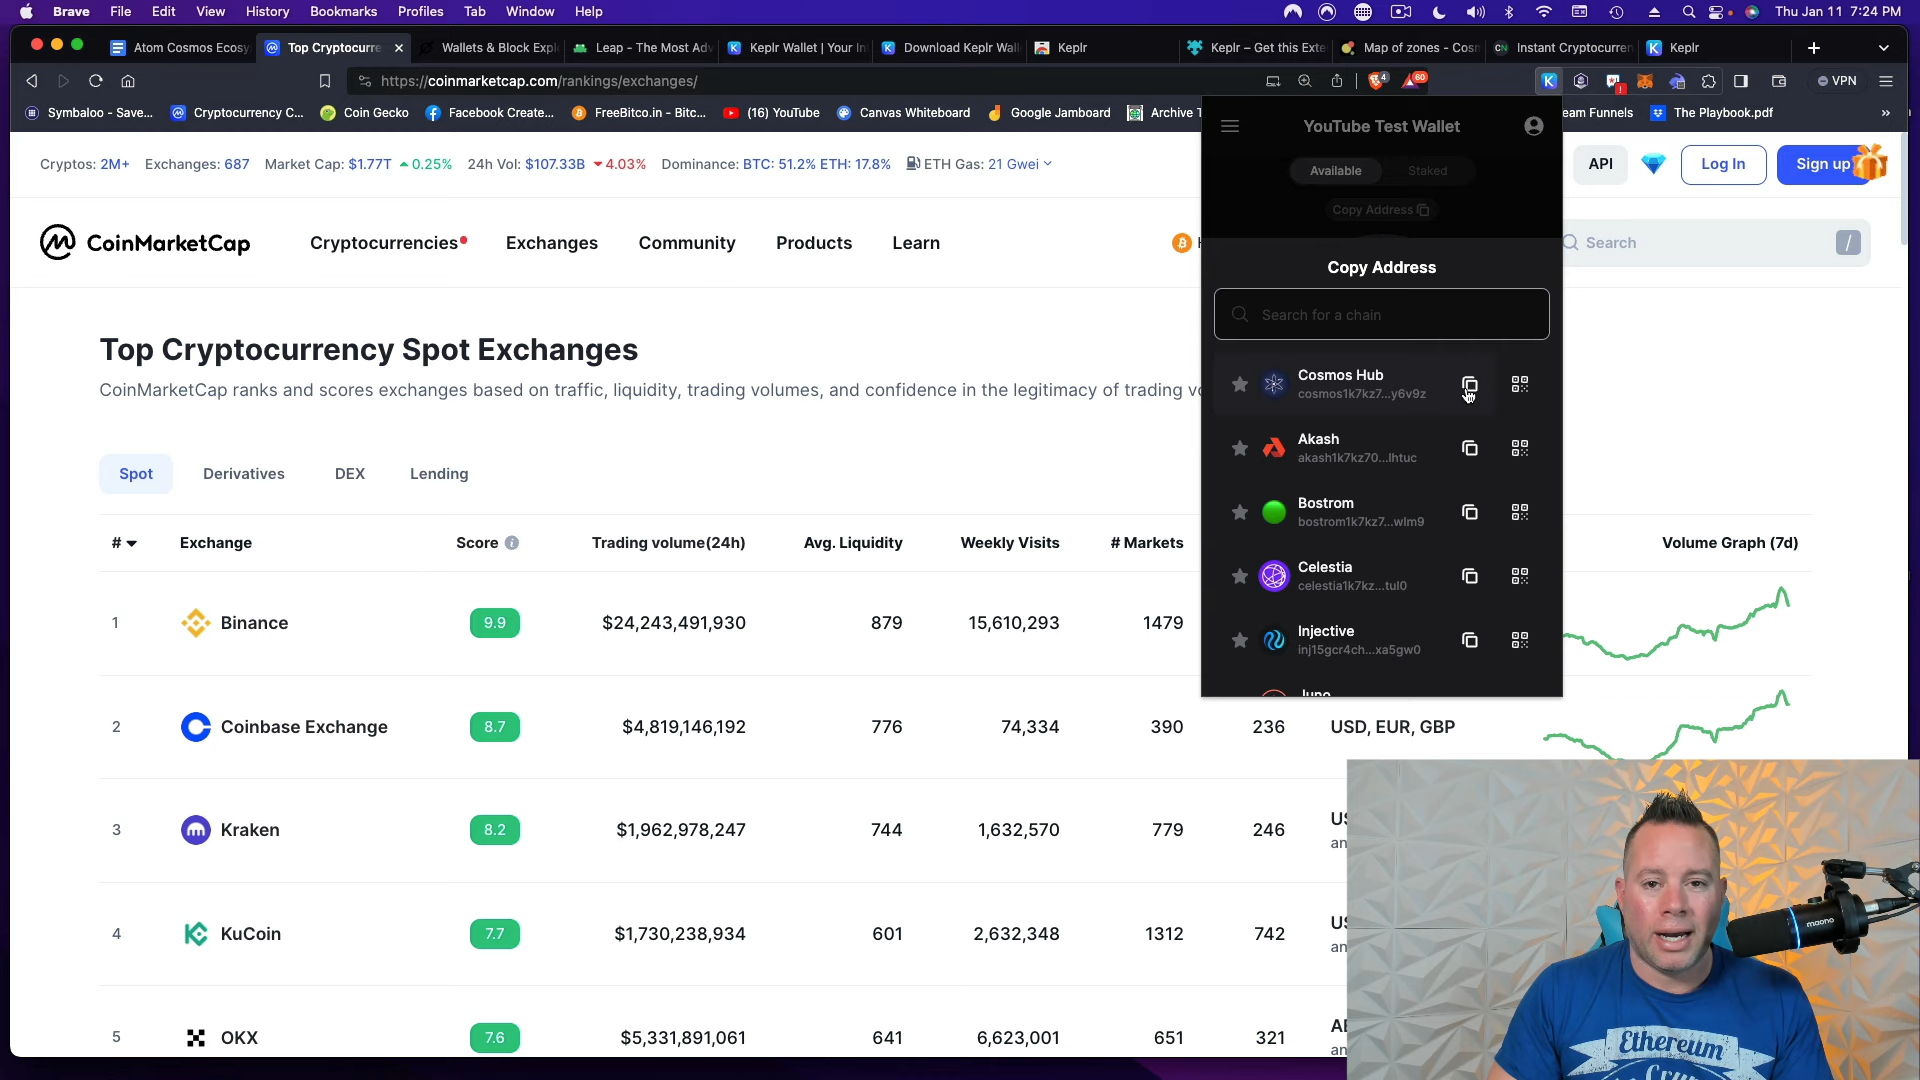 Brave File Edit View History Bookmarks Profiles Tab Window Help Thu Jan 11 7:24 PM
Atom Cosmos Ecosy Top Cryptocurre Wallets & Block Expl Leap - The Most Adv Keplr Wallet | Your In Download Keplr Wall Keplr Keplr – Get this Exte Map of zones - Cosn Instant Cryptocurren Keplr
https://coinmarketcap.com/rankings/exchanges/ 4 60 VPN
Symbaloo - Save... Cryptocurrency C... Coin Gecko Facebook Create... FreeBitco.in - Bitc... (16) YouTube Canvas Whiteboard Google Jamboard Archive eam Funnels The Playbook.pdf »
Cryptos: 2M+ Exchanges: 687 Market Cap: $1.77T 0.25% 24h Vol: $107.33B 4.03% Dominance: BTC: 51.2% ETH: 17.8% ETH Gas: 21 Gwei API Log In Sign up
CoinMarketCap Cryptocurrencies Exchanges Community Products Learn Search /
YouTube Test Wallet
Available Staked
Copy Address
Copy Address
Search for a chain
Cosmos Hub
cosmos1k7kz7...y6v9z
Akash
akash1k7kz70...lhtuc
Bostrom
bostrom1k7kz7...wlm9
Celestia
celestia1k7kz...tul0
Injective
inj15gcr4ch...xa5gw0
Juno
Top Cryptocurrency Spot Exchanges
CoinMarketCap ranks and scores exchanges based on traffic, liquidity, trading volumes, and confidence in the legitimacy of trading vo
Spot Derivatives DEX Lending
# Exchange Score Trading volume(24h) Avg. Liquidity Weekly Visits # Markets Volume Graph (7d)
1 Binance 9.9 $24,243,491,930 879 15,610,293 1479
2 Coinbase Exchange 8.7 $4,819,146,192 776 74,334 390 236 USD, EUR, GBP
3 Kraken 8.2 $1,962,978,247 744 1,632,570 779 246 US
an
4 KuCoin 7.7 $1,730,238,934 601 2,632,348 1312 742 US
an
5 OKX 7.6 $5,331,891,061 641 6,623,001 651 321 AE
an
maono
Ethereum